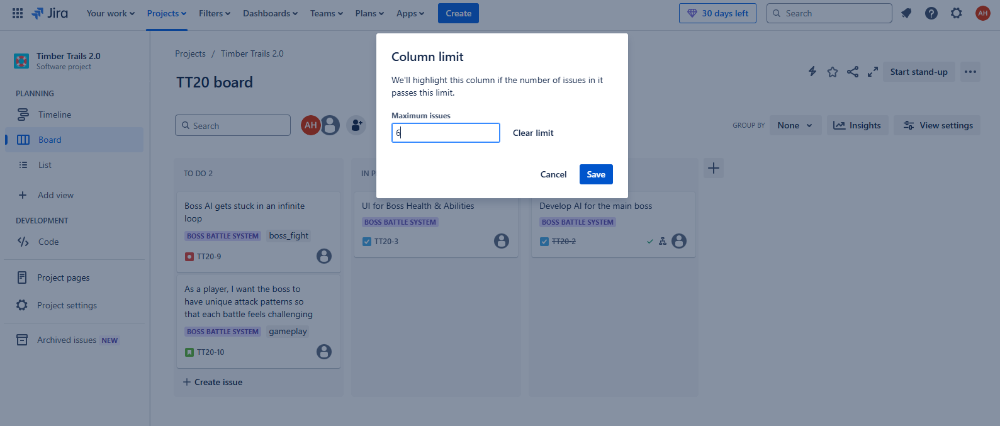 Jira
Your work
Projects
Filters
Dashboards
Teams
Plans
Apps
Create
30 days left
Search
AH
Timber Trails 2.0
Software project
PLANNING
Timeline
Board
List
Add view
DEVELOPMENT
Code
Project pages
Project settings
Archived issues NEW
Projects / Timber Trails 2.0
TT20 board
Start stand-up
Search
AH
GROUP BY
None
Insights
View settings
Column limit
We'll highlight this column if the number of issues in it
passes this limit.
Maximum issues
6
Clear limit
Cancel
Save
TO DO 2
Boss AI gets stuck in an infinite
loop
BOSS BATTLE SYSTEM boss_fight
TT20-9
As a player, I want the boss to
have unique attack patterns so
that each battle feels challenging
BOSS BATTLE SYSTEM gameplay
TT20-10
Create issue
IN P
UI for Boss Health & Abilities
BOSS BATTLE SYSTEM
TT20-3
Develop AI for the main boss
BOSS BATTLE SYSTEM
TT20-2